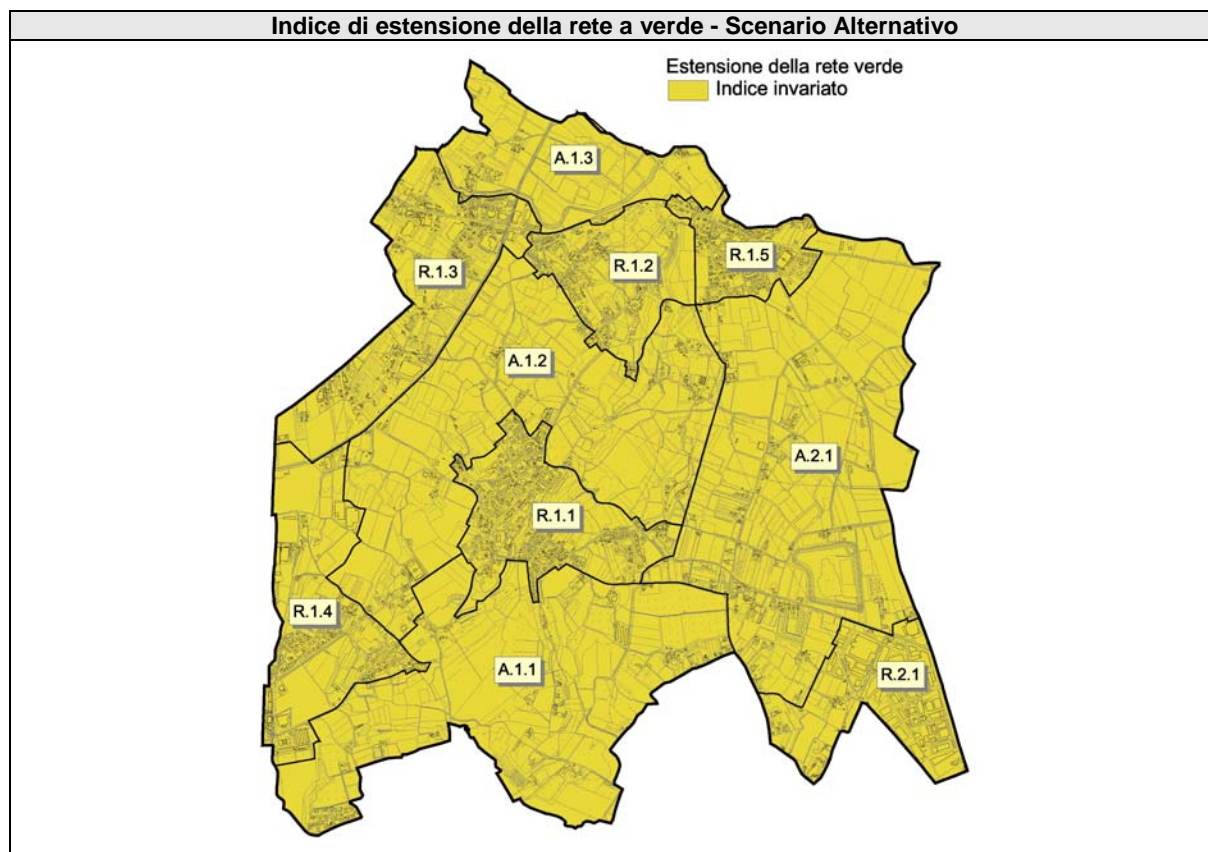 Indice di estensione della rete a verde - Scenario Alternativo
Estensione della rete verde
Indice invariato
A.1.3
R.1.2
R.1.5
R.1.3
A.1.2
A.2.1
R.1.1
R.1.4
A.1.1
R.2.1